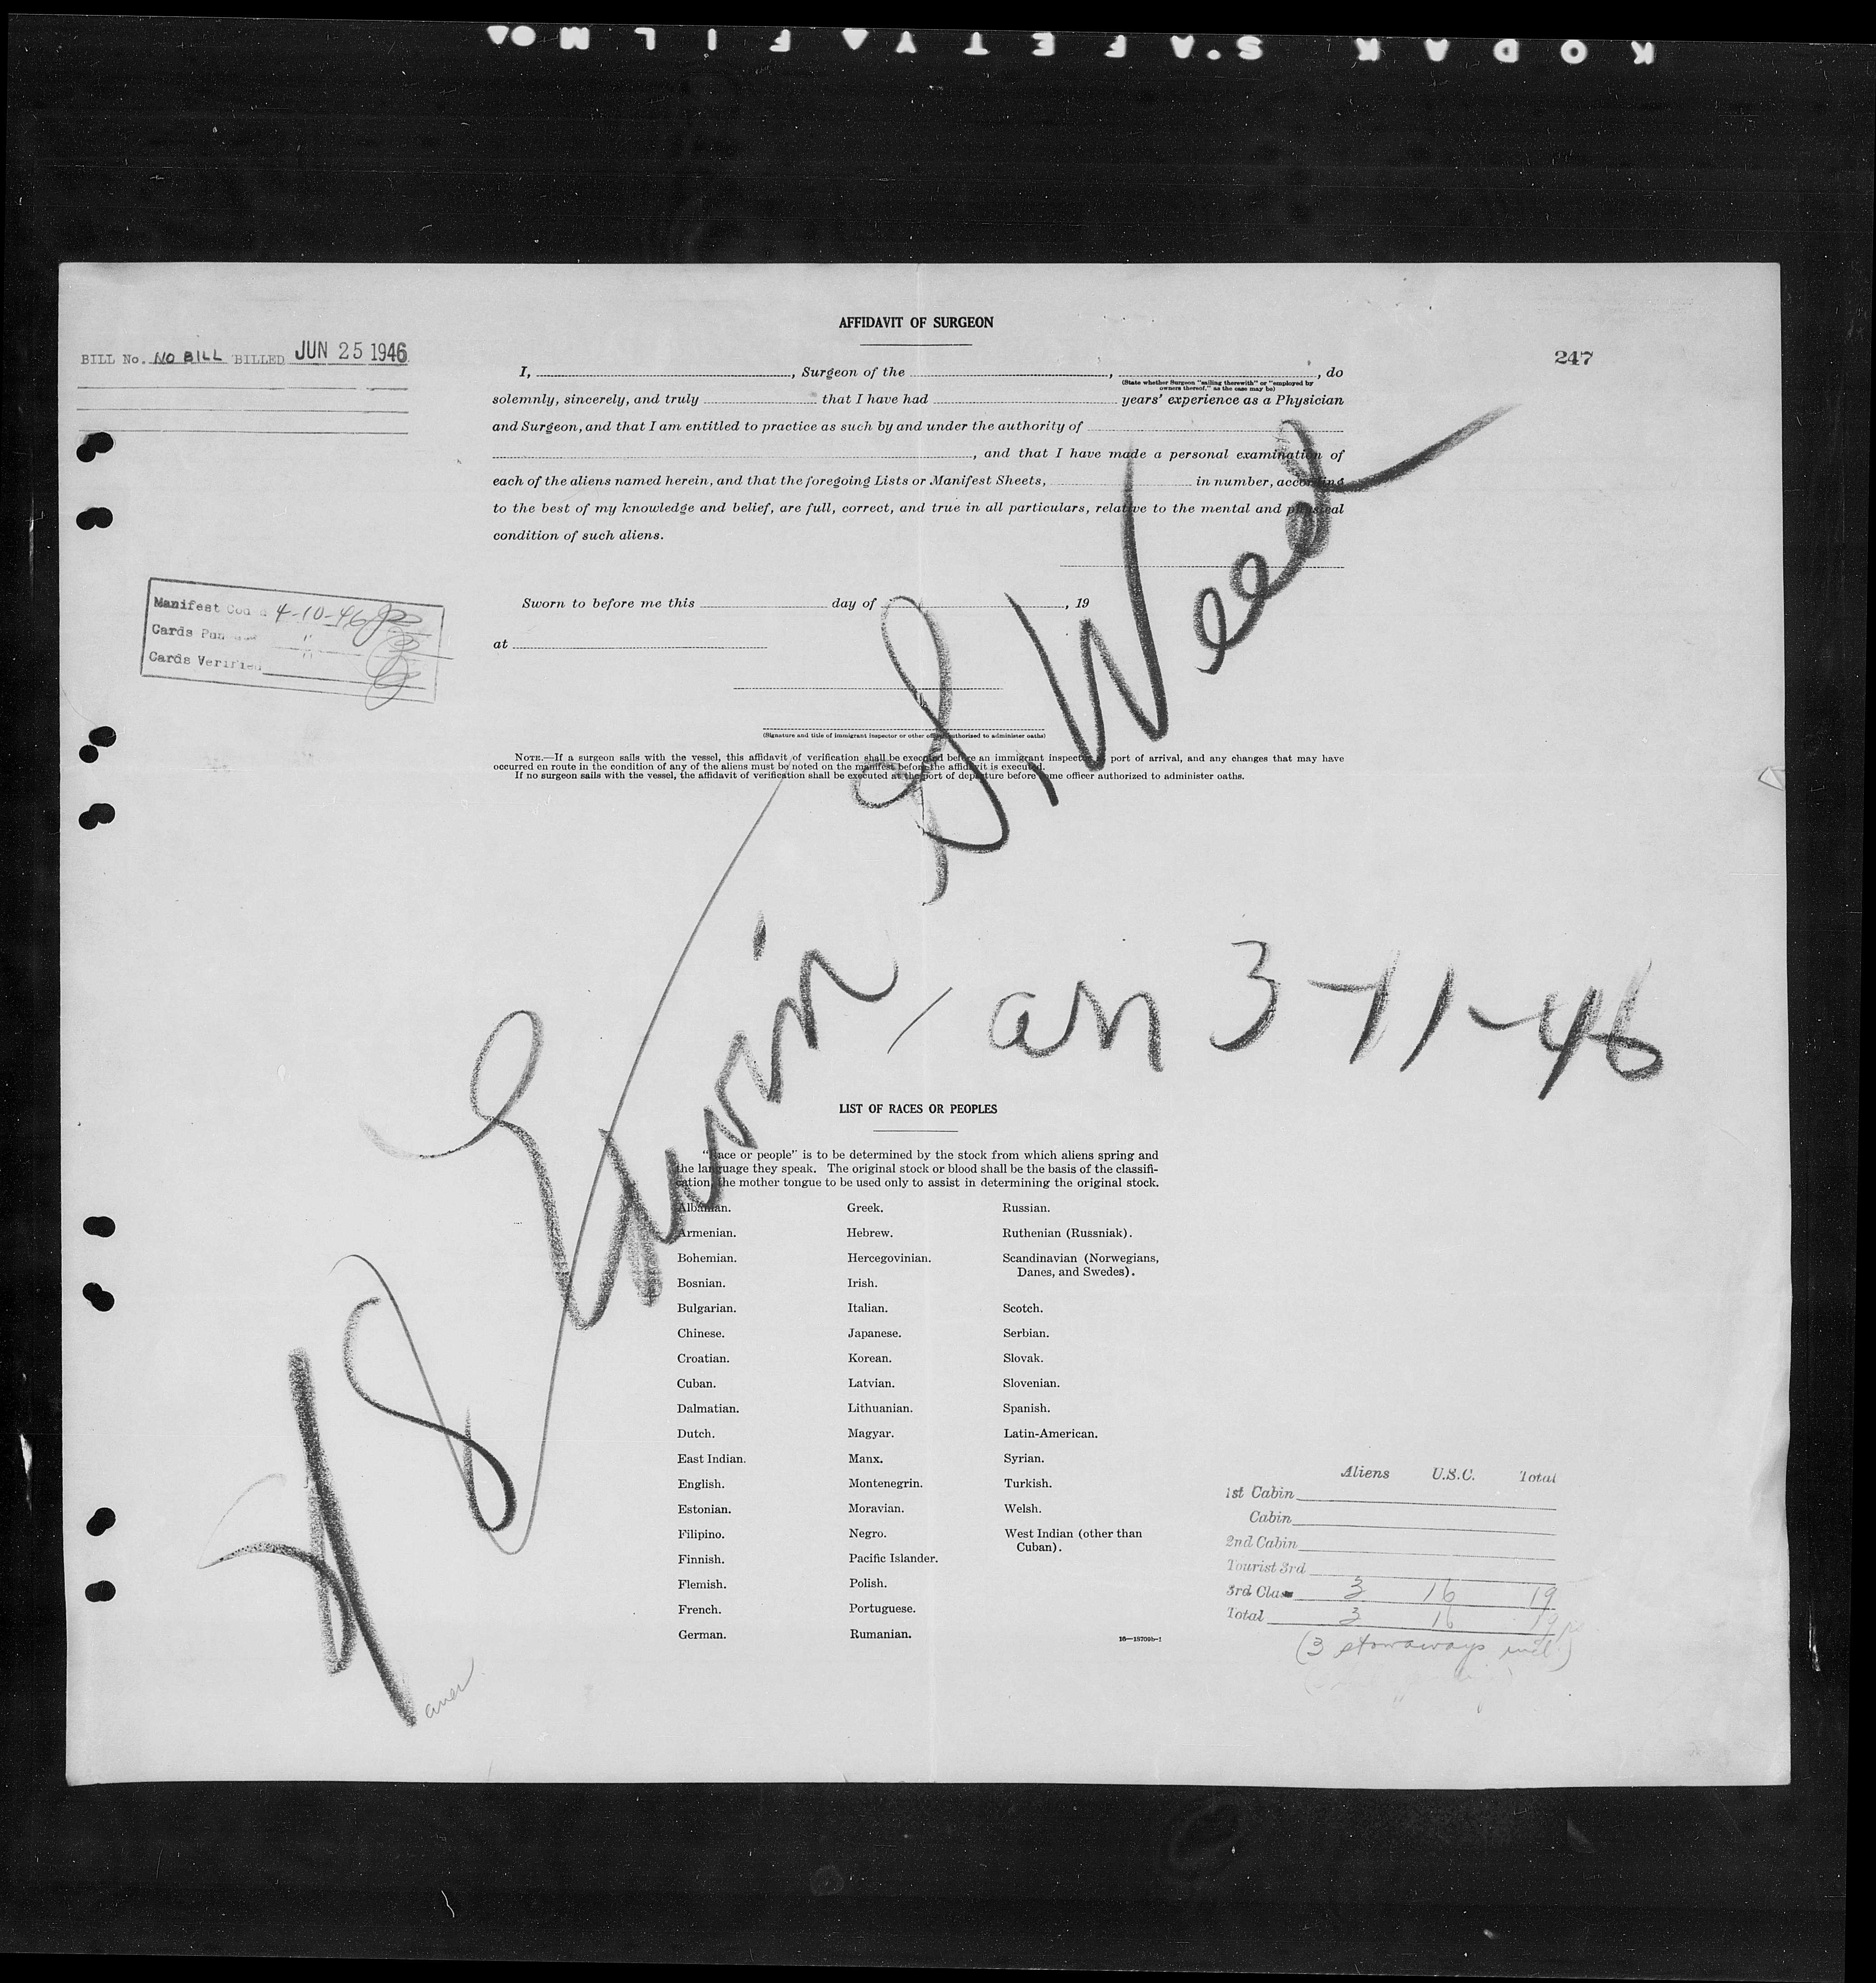 KODAK SAFETY FILM
AFFIDAVIT OF SURGEON
BILL No. NO BILL BILLED JUN 25 1946
247
I, , Surgeon of the , , do
(State whether Surgeon "sailing therewith" or "employed by
owners thereof," as the case may be)
solemnly, sincerely, and truly that I have had years' experience as a Physician
and Surgeon, and that I am entitled to practice as such by and under the authority of
, and that I have made a personal examination of
each of the aliens named herein, and that the foregoing Lists or Manifest Sheets, in number, according
to the best of my knowledge and belief, are full, correct, and true in all particulars, relative to the mental and physical
condition of such aliens.
Manifest Cod 4-10-46
Cards Pun "
Cards Verified "
Sworn to before me this day of , 19
at
(Signature and title of immigrant inspector or other officer authorized to administer oaths)
NOTE.—If a surgeon sails with the vessel, this affidavit of verification shall be executed before an immigrant inspector at port of arrival, and any changes that may have
occurred en route in the condition of any of the aliens must be noted on the manifest before the affidavit is executed.
If no surgeon sails with the vessel, the affidavit of verification shall be executed at the port of departure before some officer authorized to administer oaths.
S. Weed
Edwin
arr 3-11-46
LIST OF RACES OR PEOPLES
"Race or people" is to be determined by the stock from which aliens spring and
the language they speak. The original stock or blood shall be the basis of the classifi-
cation, the mother tongue to be used only to assist in determining the original stock.
Albanian.
Armenian.
Bohemian.
Bosnian.
Bulgarian.
Chinese.
Croatian.
Cuban.
Dalmatian.
Dutch.
East Indian.
English.
Estonian.
Filipino.
Finnish.
Flemish.
French.
German.
Greek.
Hebrew.
Hercegovinian.
Irish.
Italian.
Japanese.
Korean.
Latvian.
Lithuanian.
Magyar.
Manx.
Montenegrin.
Moravian.
Negro.
Pacific Islander.
Polish.
Portuguese.
Rumanian.
Russian.
Ruthenian (Russniak).
Scandinavian (Norwegians,
Danes, and Swedes).
Scotch.
Serbian.
Slovak.
Slovenian.
Spanish.
Latin-American.
Syrian.
Turkish.
Welsh.
West Indian (other than
Cuban).
16—18709b-1
Aliens U.S.C. Total
1st Cabin
Cabin
2nd Cabin
Tourist 3rd
3rd Class 3 16 19
Total 3 16 19
(3 stowaways incl)